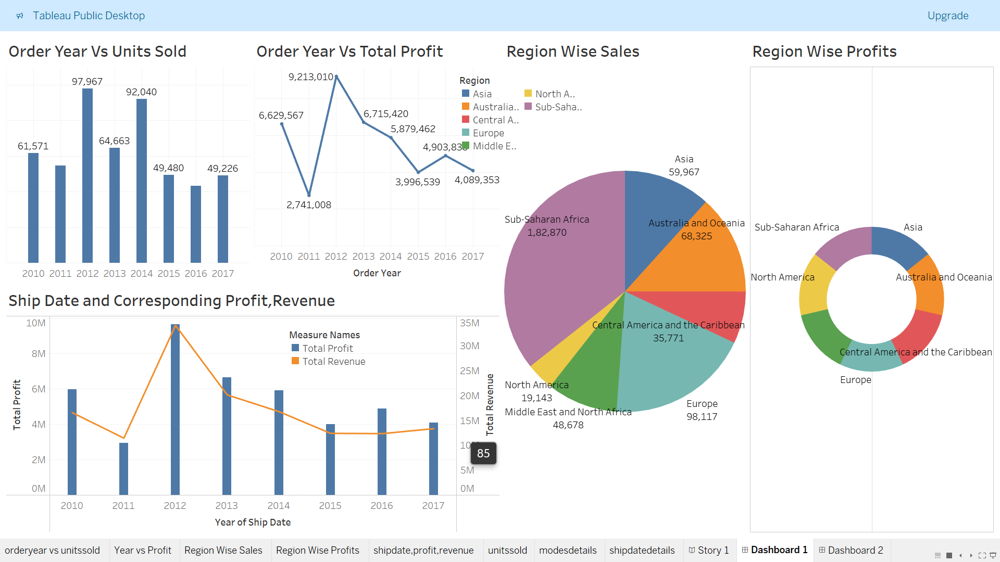 Tableau Public Desktop
Upgrade
Order Year Vs Units Sold
97,967
92,040
64,663
61,571
49,480
49,226
2010 2011 2012 2013 2014 2015 2016 2017
Order Year Vs Total Profit
9,213,010
6,629,567
6,715,420
5,879,462
4,903,833
3,996,539
4,089,353
2,741,008
2010 2011 2012 2013 2014 2015 2016 2017
Order Year
Region
Asia
Australia..
Central A..
Europe
Middle E..
North A..
Sub-Saha..
Region Wise Sales
Asia
59,967
Australia and Oceania
68,325
Sub-Saharan Africa
1,82,870
Central America and the Caribbean
35,771
North America
19,143
Middle East and North Africa
48,678
Europe
98,117
Region Wise Profits
Sub-Saharan Africa
Asia
North America
Australia and Oceania
Central America and the Caribbean
Europe
Ship Date and Corresponding Profit,Revenue
10M
8M
6M
4M
2M
0M
Total Profit
Measure Names
Total Profit
Total Revenue
35M
30M
25M
20M
15M
5M
0M
Total Revenue
85
2010 2011 2012 2013 2014 2015 2016 2017
Year of Ship Date
orderyear vs unitssold
Year vs Profit
Region Wise Sales
Region Wise Profits
shipdate,profit,revenue
unitssold
modesdetails
shipdatedetails
Story 1
Dashboard 1
Dashboard 2